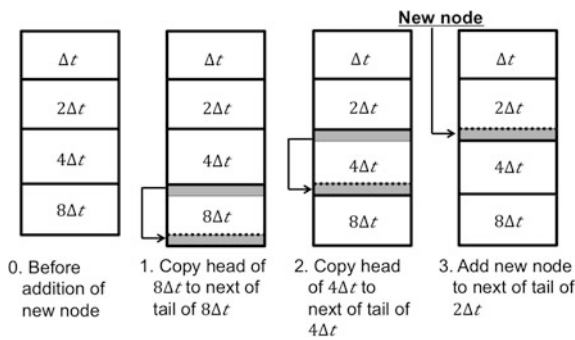 New node
Δt
2Δt
4Δt
8Δt
Δt
2Δt
4Δt
8Δt
Δt
2Δt
4Δt
8Δt
Δt
2Δt
4Δt
8Δt
0. Before
addition of
new node
1. Copy head of
8Δt to next of
tail of 8Δt
2. Copy head
of 4Δt to
next of tail of
4Δt
3. Add new node
to next of tail of
2Δt